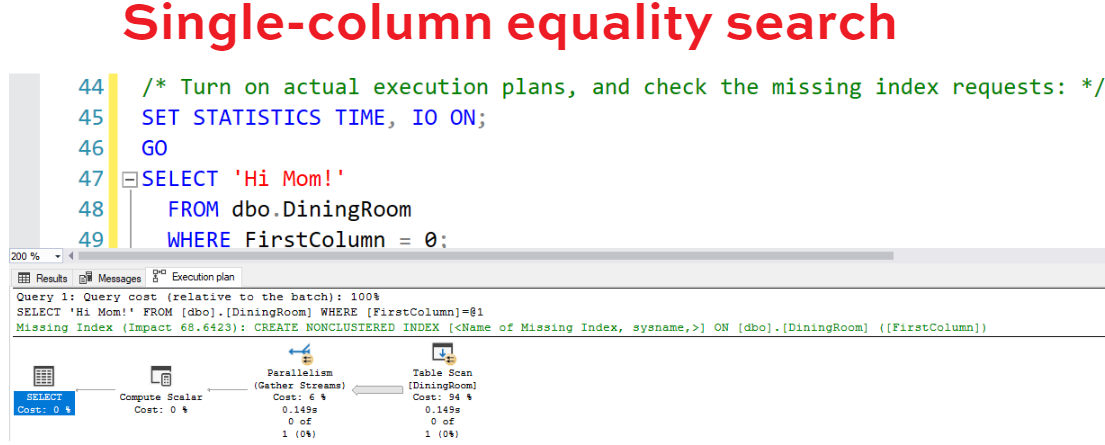 Single-column equality search
44 /* Turn on actual execution plans, and check the missing index requests: */
45 SET STATISTICS TIME, IO ON;
46 GO
47 SELECT 'Hi Mom!'
48 FROM dbo.DiningRoom
49 WHERE FirstColumn = 0;
200 %
Results Messages Execution plan
Query 1: Query cost (relative to the batch): 100%
SELECT 'Hi Mom!' FROM [dbo].[DiningRoom] WHERE [FirstColumn]=@1
Missing Index (Impact 68.6423): CREATE NONCLUSTERED INDEX [<Name of Missing Index, sysname,>] ON [dbo].[DiningRoom] ([FirstColumn])
SELECT
Cost: 0 %
Compute Scalar
Cost: 0 %
Parallelism
(Gather Streams)
Cost: 6 %
0.149s
0 of
1 (0%)
Table Scan
[DiningRoom]
Cost: 94 %
0.149s
0 of
1 (0%)